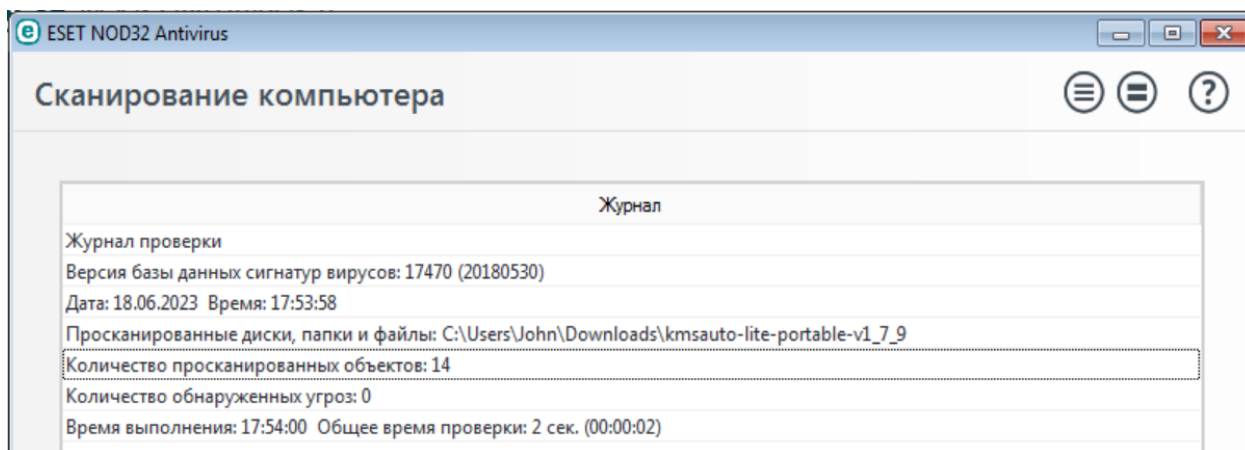 ESET NOD32 Antivirus
Сканирование компьютера
Журнал
Журнал проверки
Версия базы данных сигнатур вирусов: 17470 (20180530)
Дата: 18.06.2023 Время: 17:53:58
Просканированные диски, папки и файлы: C:\Users\John\Downloads\kmsauto-lite-portable-v1_7_9
Количество просканированных объектов: 14
Количество обнаруженных угроз: 0
Время выполнения: 17:54:00 Общее время проверки: 2 сек. (00:00:02)